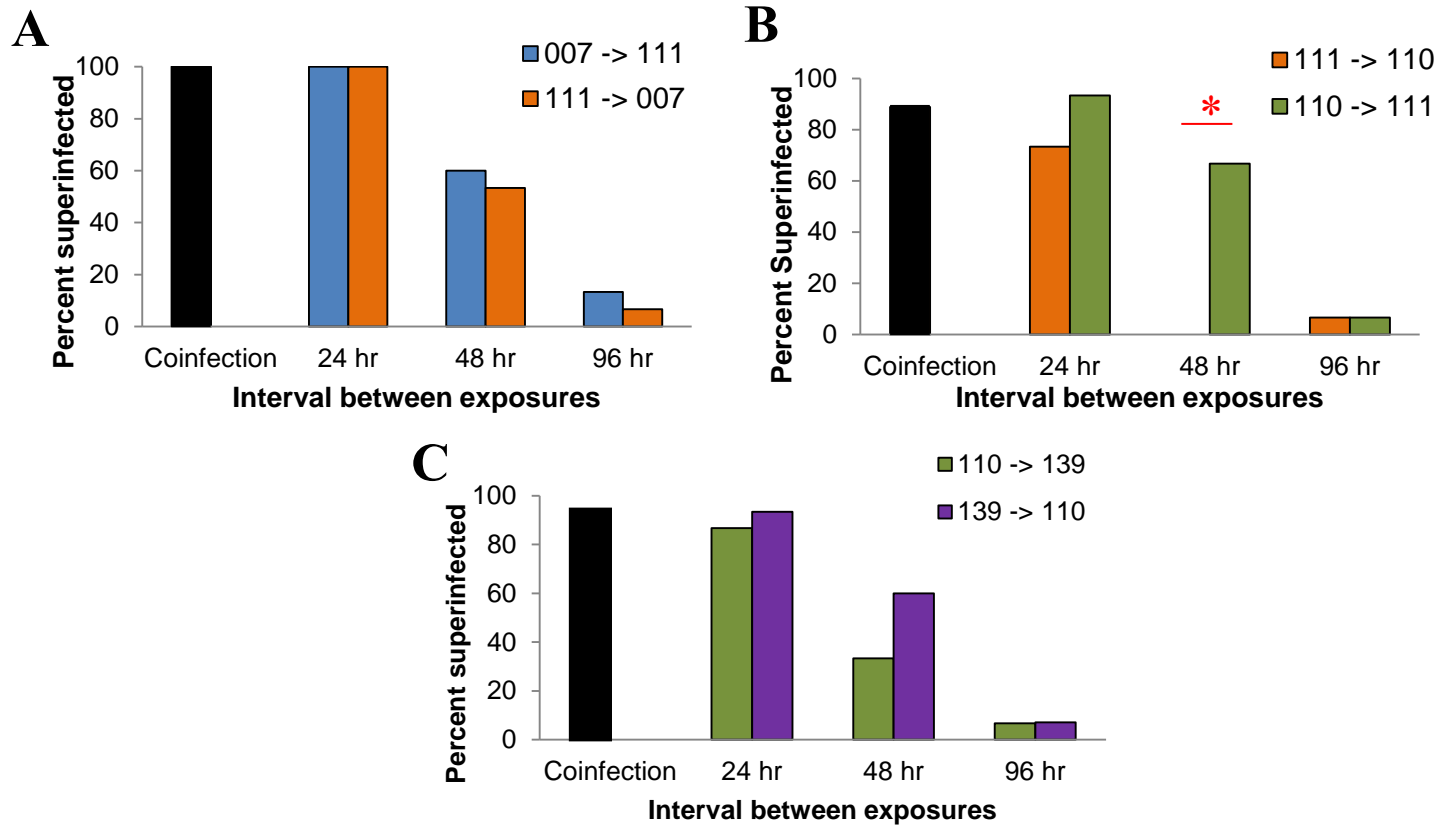 A
007 -> 111
111 -> 007
Percent superinfected
100
80
60
40
20
0
Coinfection 24 hr 48 hr 96 hr
Interval between exposures
B
111 -> 110
110 -> 111
*
Percent Superinfected
100
80
60
40
20
0
Coinfection 24 hr 48 hr 96 hr
Interval between exposures
C
110 -> 139
139 -> 110
Percent superinfected
100
80
60
40
20
0
Coinfection 24 hr 48 hr 96 hr
Interval between exposures